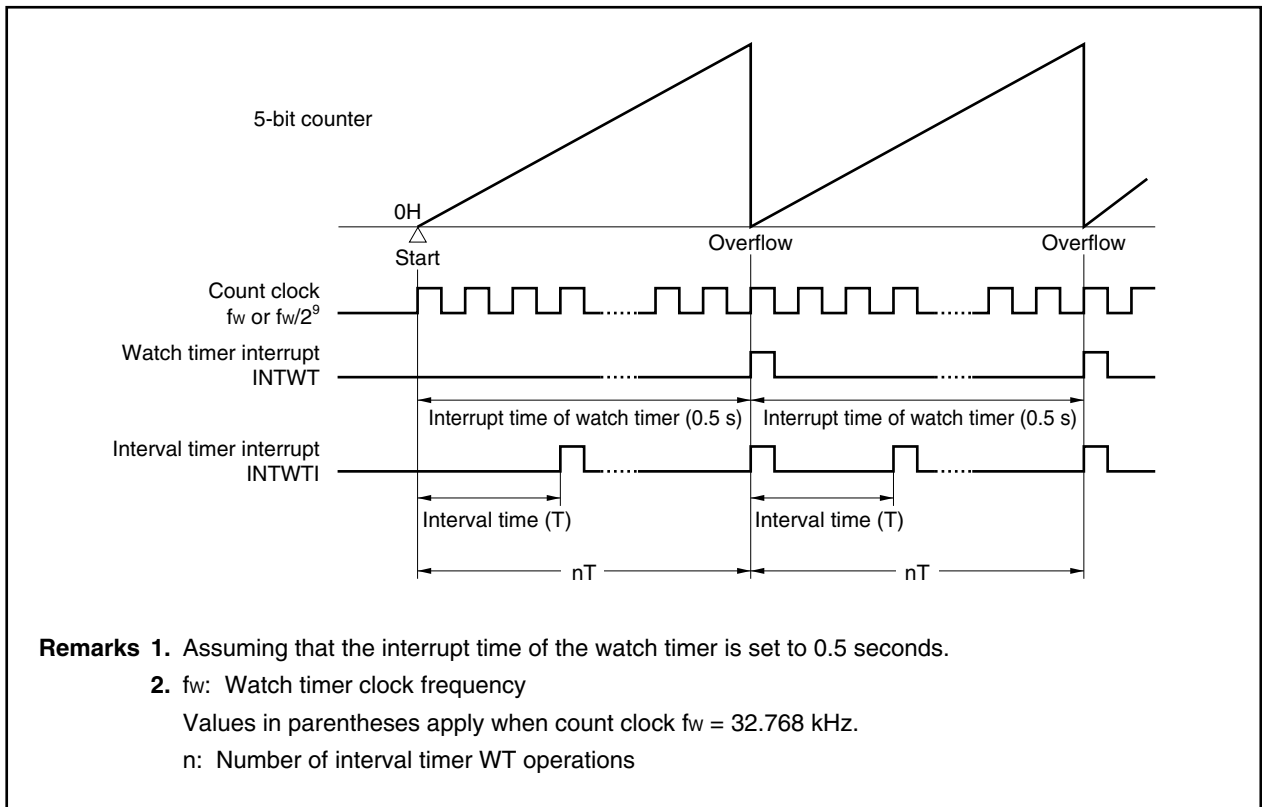 5-bit counter
0H
Start
Overflow
Overflow
Count clock
fW or fW/2⁹
Watch timer interrupt
INTWT
Interrupt time of watch timer (0.5 s)
Interrupt time of watch timer (0.5 s)
Interval timer interrupt
INTWTI
Interval time (T)
Interval time (T)
nT
nT
Remarks 1. Assuming that the interrupt time of the watch timer is set to 0.5 seconds.
2. fW: Watch timer clock frequency
Values in parentheses apply when count clock fW = 32.768 kHz.
n: Number of interval timer WT operations